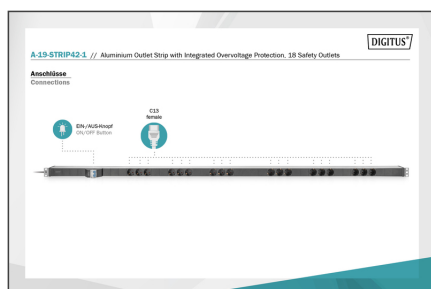 DIGITUS®
A-19-STRIP42-1 // Aluminium Outlet Strip with Integrated Overvoltage Protection, 18 Safety Outlets
Anschlüsse
Connections
EIN-/AUS-Knopf
ON/OFF Button
C13
female